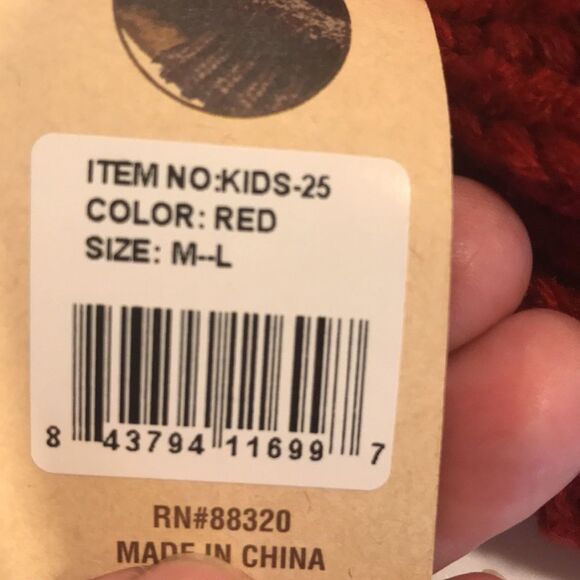 ITEM NO:KIDS-25
COLOR: RED
SIZE: M--L
8 43794 11699 7
RN#88320
MADE IN CHINA